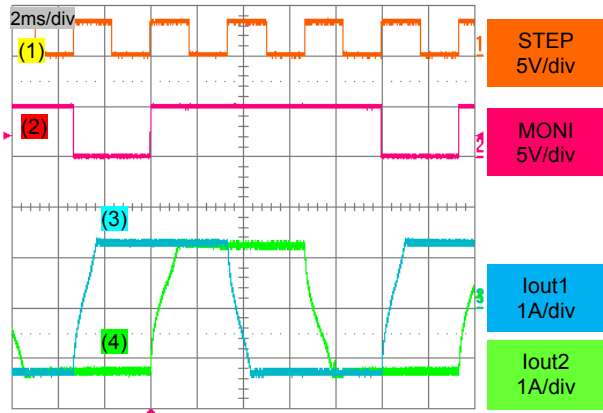 2ms/div
(1)
1
STEP
5V/div
(2)
2
MONI
5V/div
(3)
3
Iout1
1A/div
(4)
Iout2
1A/div